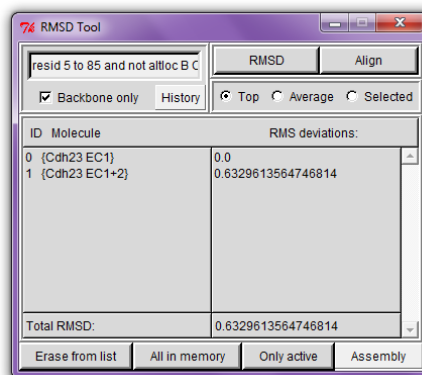 RMSD Tool
resid 5 to 85 and not altloc B C
RMSD Align
Backbone only History
Top Average Selected
ID Molecule RMS deviations:
0 {Cdh23 EC1} 0.0
1 {Cdh23 EC1+2} 0.6329613564746814
Total RMSD: 0.6329613564746814
Erase from list All in memory Only active Assembly